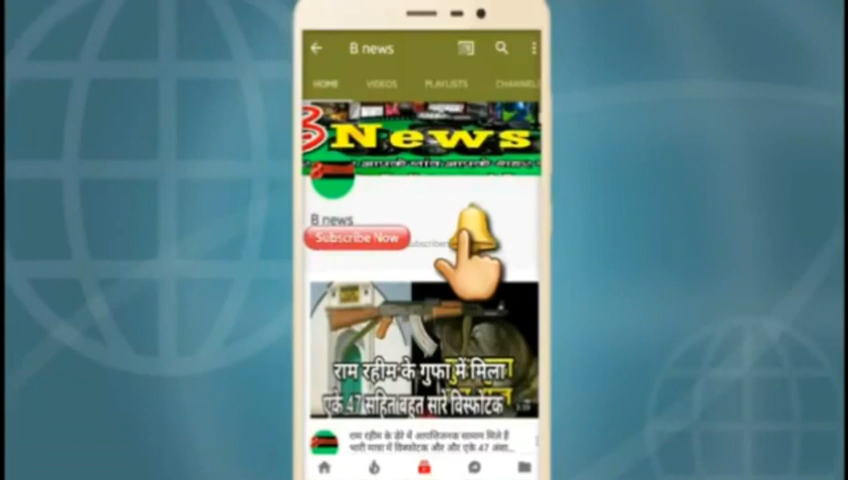 B news
HOME VIDEOS PLAYLISTS CHANNELS
B News
B news
Subscribe Now
राम रहीम के गुफा में मिला
एके 47 सहित बहुत सारे विस्फोटक
राम रहीम के डेरे में आपत्तिजनक सामान मिले हैं
भारी मात्रा में विस्फोटक और और एके 47 अंसा...